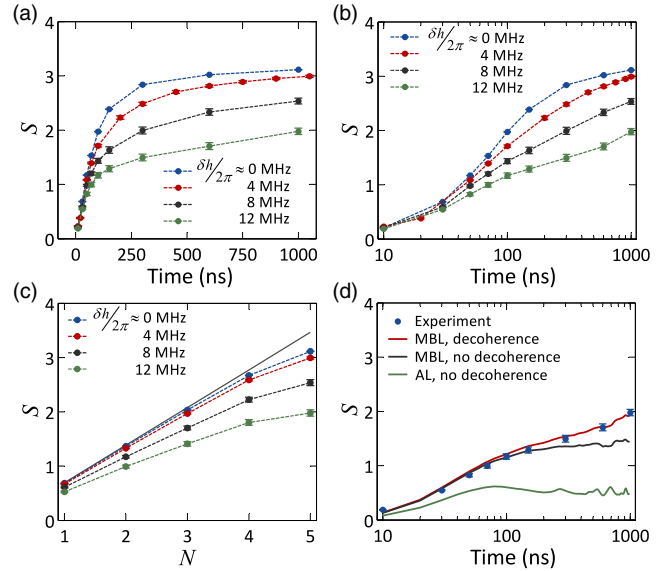 (a)
4
3
2
1
0
S
0 250 500 750 1000
Time (ns)
δh/2π ≈ 0 MHz
4 MHz
8 MHz
12 MHz
(b)
4
3
2
1
0
S
10 100 1000
Time (ns)
δh/2π ≈ 0 MHz
4 MHz
8 MHz
12 MHz
(c)
4
3
2
1
0
S
1 2 3 4 5
N
δh/2π ≈ 0 MHz
4 MHz
8 MHz
12 MHz
(d)
4
3
2
1
0
S
10 100 1000
Time (ns)
Experiment
MBL, decoherence
MBL, no decoherence
AL, no decoherence